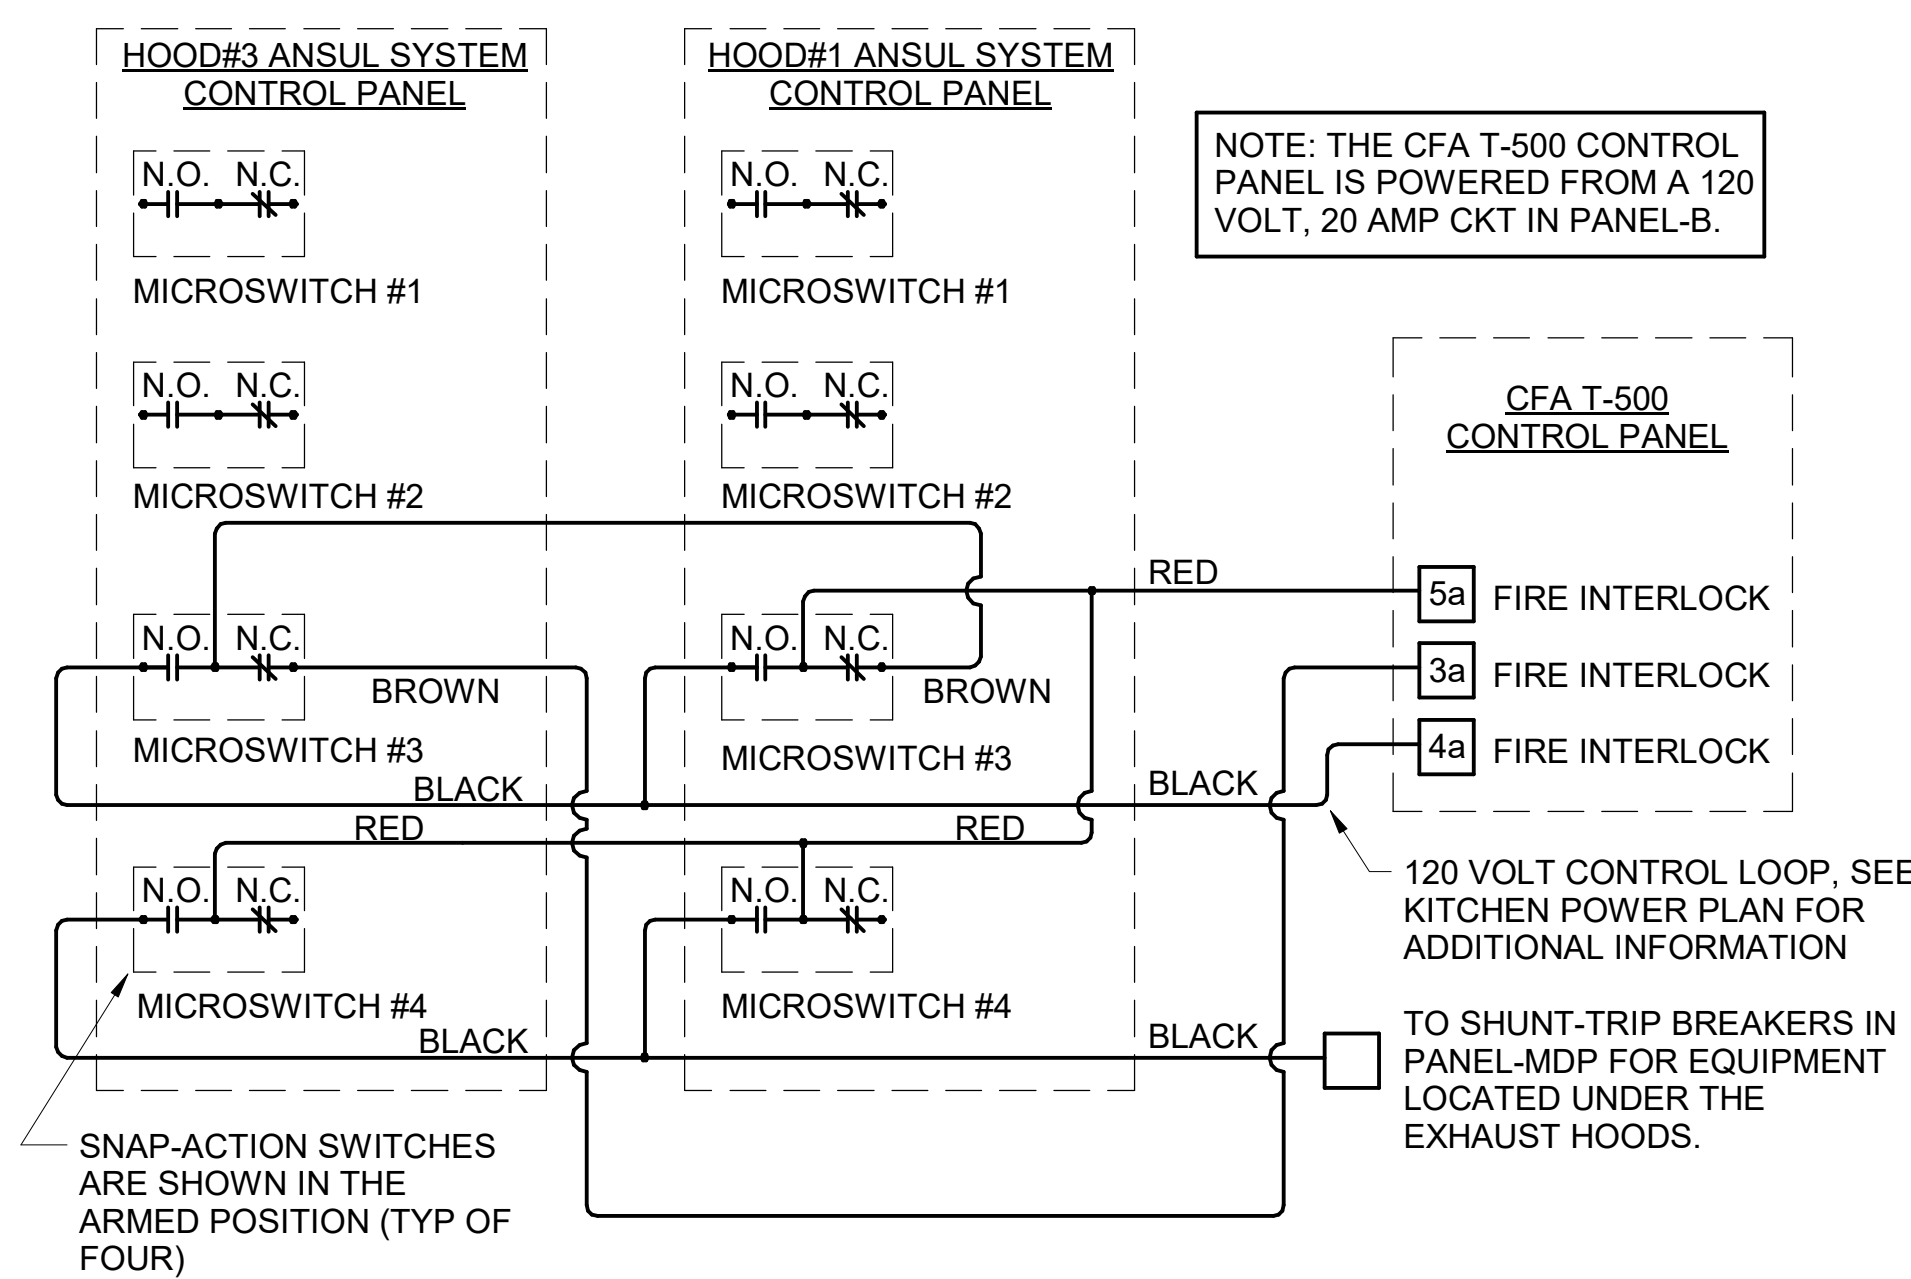 HOOD#3 ANSUL SYSTEM
CONTROL PANEL
N.O. N.C.
MICROSWITCH #1
N.O. N.C.
MICROSWITCH #2
N.O. N.C.
BROWN
MICROSWITCH #3
BLACK
RED
N.O. N.C.
MICROSWITCH #4
BLACK
SNAP-ACTION SWITCHES
ARE SHOWN IN THE
ARMED POSITION (TYP OF
FOUR)
HOOD#1 ANSUL SYSTEM
CONTROL PANEL
N.O. N.C.
MICROSWITCH #1
N.O. N.C.
MICROSWITCH #2
N.O. N.C.
BROWN
MICROSWITCH #3
RED
N.O. N.C.
MICROSWITCH #4
RED
BLACK
BLACK
NOTE: THE CFA T-500 CONTROL
PANEL IS POWERED FROM A 120
VOLT, 20 AMP CKT IN PANEL-B.
CFA T-500
CONTROL PANEL
5a FIRE INTERLOCK
3a FIRE INTERLOCK
4a FIRE INTERLOCK
120 VOLT CONTROL LOOP, SEE
KITCHEN POWER PLAN FOR
ADDITIONAL INFORMATION
TO SHUNT-TRIP BREAKERS IN
PANEL-MDP FOR EQUIPMENT
LOCATED UNDER THE
EXHAUST HOODS.